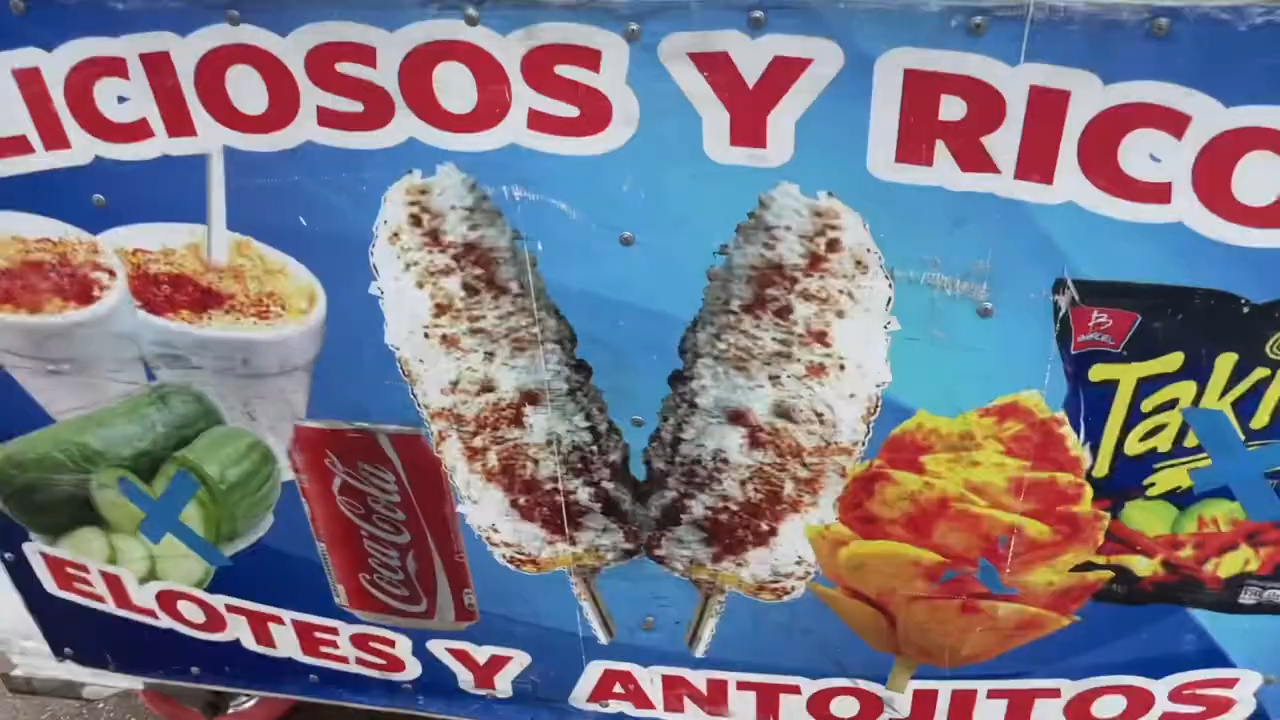 LICIOSOS Y RICO
BARCEL
Taki
Coca-Cola
ELOTES Y ANTOJITOS